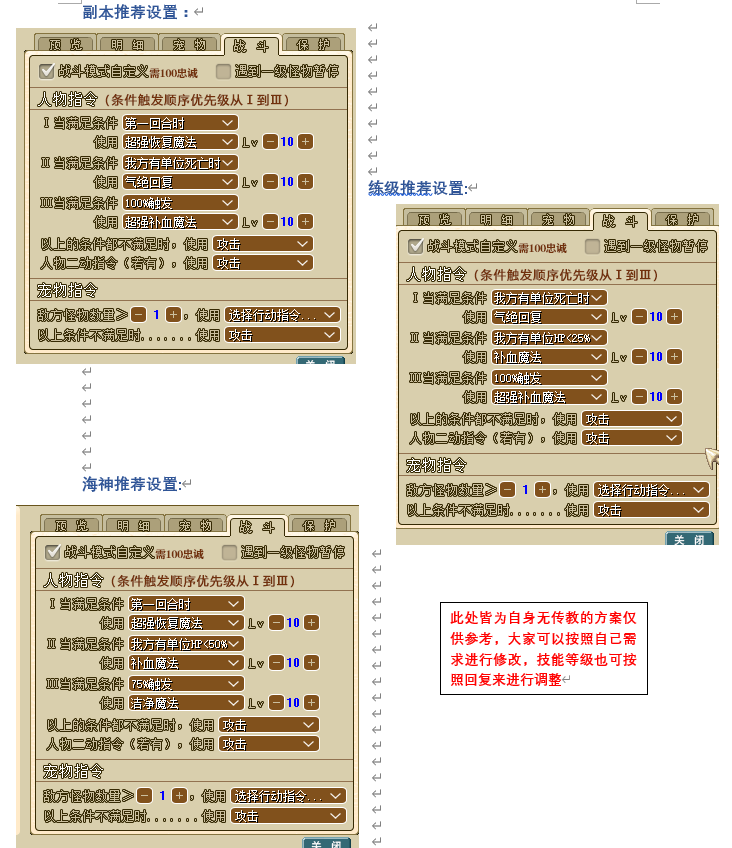 副本推荐设置：
预 览 明 细 宠 物 战 斗 保 护
战斗模式自定义需100忠诚 遇到一级怪物暂停
人物指令（条件触发顺序优先级从Ⅰ到Ⅲ）
Ⅰ当满足条件 第一回合时
使用 超强恢复魔法 Lv － 10 ＋
Ⅱ当满足条件 我方有单位死亡时
使用 气绝回复 Lv － 10 ＋
Ⅲ当满足条件 100%触发
使用 超强补血魔法 Lv － 10 ＋
以上的条件都不满足时，使用 攻击
人物二动指令（若有），使用 攻击
宠物指令
敌方怪物数量≥ － 1 ＋ ，使用 选择行动指令...
以上条件不满足时.......使用 攻击
关 闭
练级推荐设置:
预 览 明 细 宠 物 战 斗 保 护
战斗模式自定义需100忠诚 遇到一级怪物暂停
人物指令（条件触发顺序优先级从Ⅰ到Ⅲ）
Ⅰ当满足条件 我方有单位死亡时
使用 气绝回复 Lv － 10 ＋
Ⅱ当满足条件 我方有单位HP<25%
使用 补血魔法 Lv － 10 ＋
Ⅲ当满足条件 100%触发
使用 超强补血魔法 Lv － 10 ＋
以上的条件都不满足时，使用 攻击
人物二动指令（若有），使用 攻击
宠物指令
敌方怪物数量≥ － 1 ＋ ，使用 选择行动指令...
以上条件不满足时.......使用 攻击
关 闭
海神推荐设置:
预 览 明 细 宠 物 战 斗 保 护
战斗模式自定义需100忠诚 遇到一级怪物暂停
人物指令（条件触发顺序优先级从Ⅰ到Ⅲ）
Ⅰ当满足条件 第一回合时
使用 超强恢复魔法 Lv － 10 ＋
Ⅱ当满足条件 我方有单位HP<50%
使用 补血魔法 Lv － 10 ＋
Ⅲ当满足条件 75%触发
使用 洁净魔法 Lv － 10 ＋
以上的条件都不满足时，使用 攻击
人物二动指令（若有），使用 攻击
宠物指令
敌方怪物数量≥ － 1 ＋ ，使用 选择行动指令...
以上条件不满足时.......使用 攻击
关 闭
此处皆为自身无传教的方案仅
供参考，大家可以按照自己需
求进行修改，技能等级也可按
照回复来进行调整